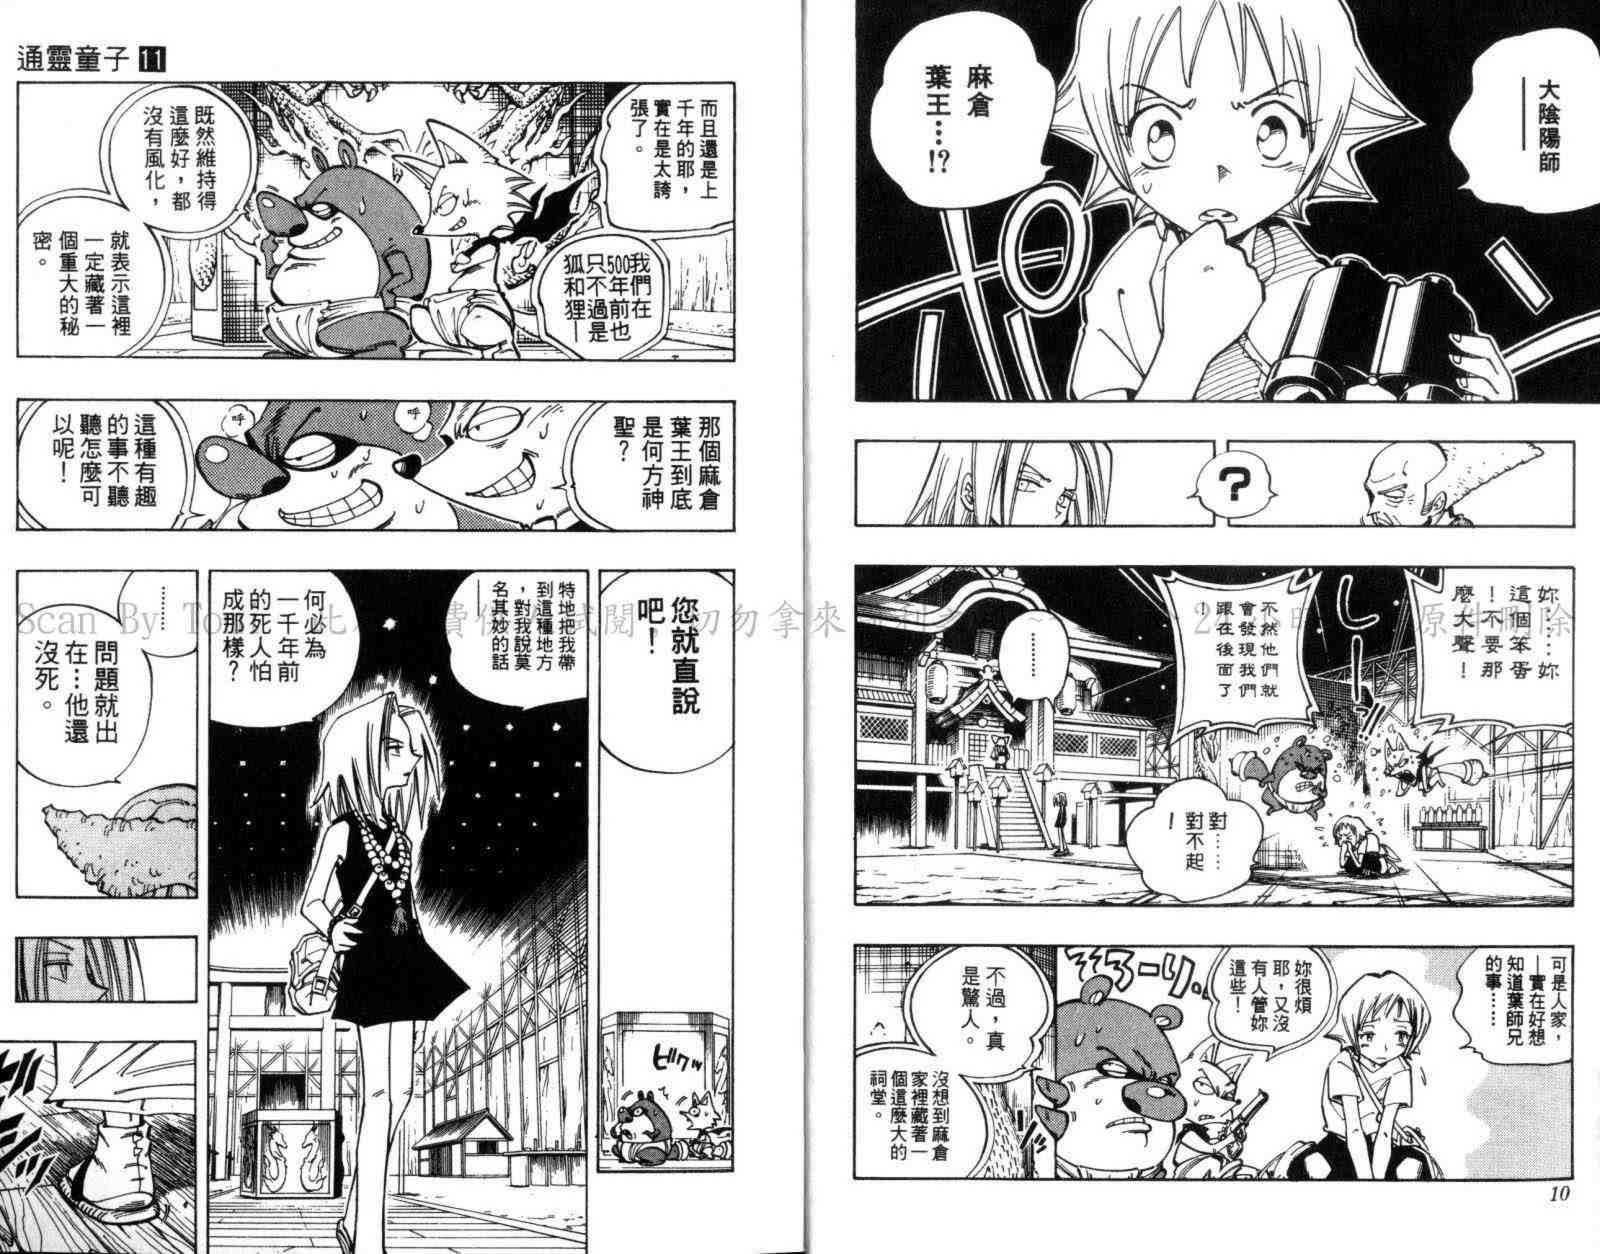 大陰陽師
——
麻倉
葉王…!?
?
妳……妳
這個笨蛋
！不要那
麼大聲！
不然他們就
會發現我們
跟在後面了
！
………
對……
對不起
！
可是人家，
—實在好想
知道葉師兄
的事……
妳很煩
耶，又沒
有人管妳
這些！
不過，真
是驚人。
沒想到麻倉
家裡藏著一
個這麼大的
祠堂。
10
通靈童子 11
而且還是上
千年的耶，
實在是太誇
張了。
我們在
500年前也
只不過是
狐和狸—
既然維持得
這麼好，都
沒有風化，
就表示這裡
一定藏著一
個重大的秘
密。
那個麻倉
葉王到底
是何方神
聖？
呼
呼
這種有趣
的事不聽
聽怎麼可
以呢！
您就直說
吧！
ビクッ
特地把我帶
到這種地方
，對我說莫
名其妙的話
——
何必為
一千年前
的死人怕
成那樣？
……
問題就出
在…他還
沒死。
Scan By